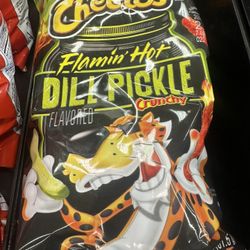 Cheetos
Flamin' Hot
DILL PICKLE
Crunchy
FLAVORED